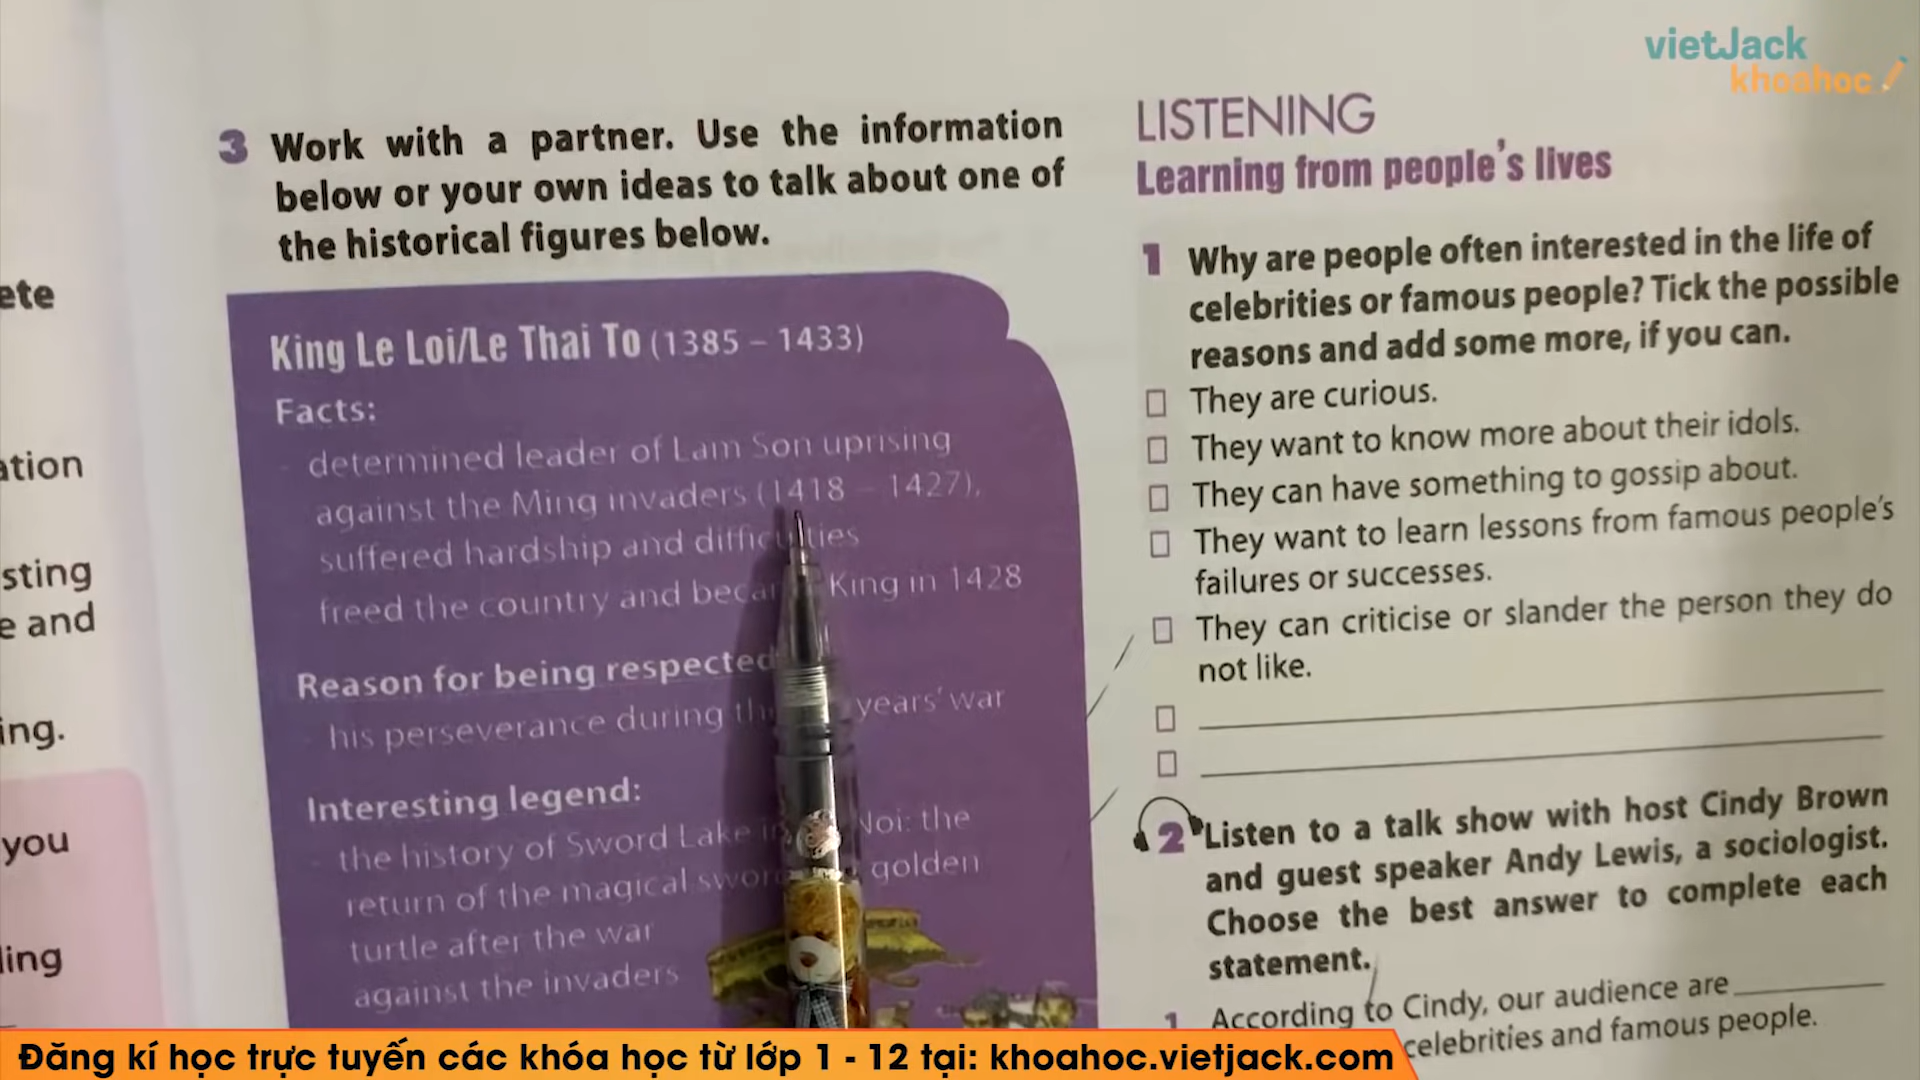 vietJack
khoahoc
ete
ation
sting
e and
ing.
you
ling
3 Work with a partner. Use the information
below or your own ideas to talk about one of
the historical figures below.
King Le Loi/Le Thai To (1385 – 1433)
Facts:
- determined leader of Lam Son uprising
against the Ming invaders (1418 – 1427),
suffered hardship and difficulties
freed the country and King in 1428
Reason for being respected
his perseverance during years' war
Interesting legend:
- the history of Sword Lake the
return of the magical golden
turtle after the war
against the invaders
LISTENING
Learning from people's lives
1 Why are people often interested in the life of
celebrities or famous people? Tick the possible
reasons and add some more, if you can.
They are curious.
They want to know more about their idols.
They can have something to gossip about.
They want to learn lessons from famous people's
failures or successes.
They can criticise or slander the person they do
not like.
2 Listen to a talk show with host Cindy Brown
and guest speaker Andy Lewis, a sociologist.
Choose the best answer to complete each
statement.
1 According to Cindy, our audience are
celebrities and famous people.
Đăng kí học trực tuyến các khóa học từ lớp 1 - 12 tại: khoahoc.vietjack.com